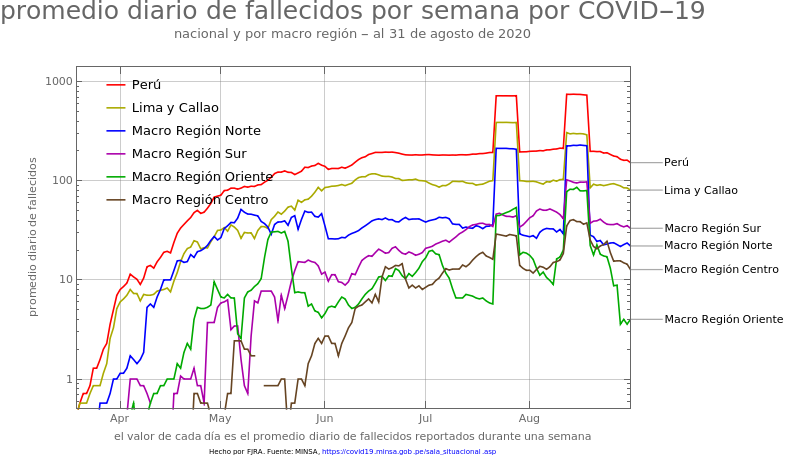 promedio diario de fallecidos por semana por COVID−19
nacional y por macro región − al 31 de agosto de 2020
promedio diario de fallecidos
1000
100
10
1
Perú
Lima y Callao
Macro Región Norte
Macro Región Sur
Macro Región Oriente
Macro Región Centro
Perú
Lima y Callao
Macro Región Sur
Macro Región Norte
Macro Región Centro
Macro Región Oriente
Apr May Jun Jul Aug
el valor de cada día es el promedio diario de fallecidos reportados durante una semana
Hecho por FJRA. Fuente: MINSA, https://covid19.minsa.gob.pe/sala_situacional .asp